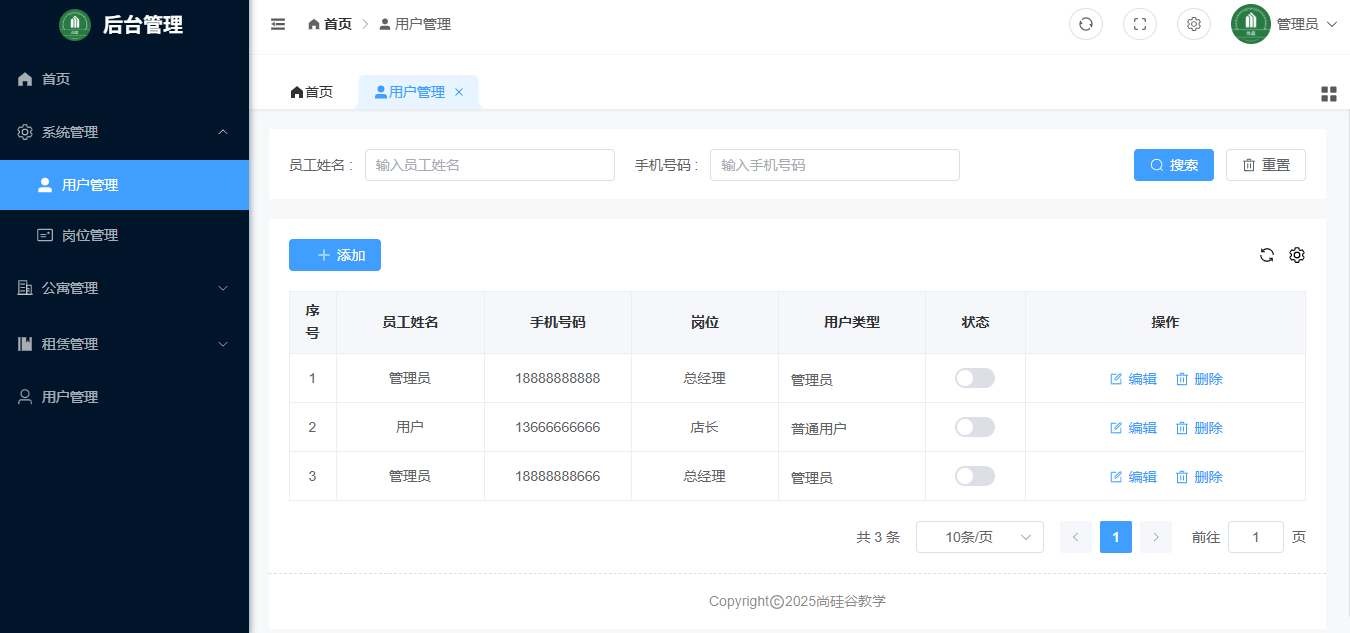 后台管理
首页
系统管理
用户管理
岗位管理
公寓管理
租赁管理
用户管理
首页 用户管理
管理员
首页 用户管理
员工姓名 : 输入员工姓名 手机号码 : 输入手机号码 搜索 重置
添加
序号 员工姓名 手机号码 岗位 用户类型 状态 操作
1 管理员 18888888888 总经理 管理员 编辑 删除
2 用户 13666666666 店长 普通用户 编辑 删除
3 管理员 18888888666 总经理 管理员 编辑 删除
共 3 条 10条/页 1 前往 1 页
Copyright©2025尚硅谷教学